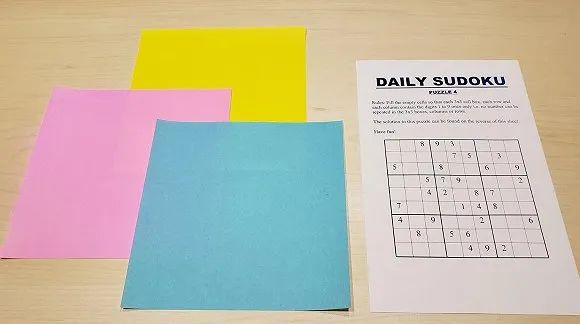 DAILY SUDOKU
PUZZLE 4
Rules: Fill the empty cells so that each 3x3 cell box, each row and
each column contain the digits 1 to 9 once only i.e. no number can be
repeated in the 3x3 boxes, columns or rows.
The solution to this puzzle can be found on the reverse of this sheet.
Have fun!
8 9 3
7 5 3
5 8 6 9
5 7 9 2
4 2 8 7
7 1 4 8
4 9 2 6
8 5 6
4 9 2